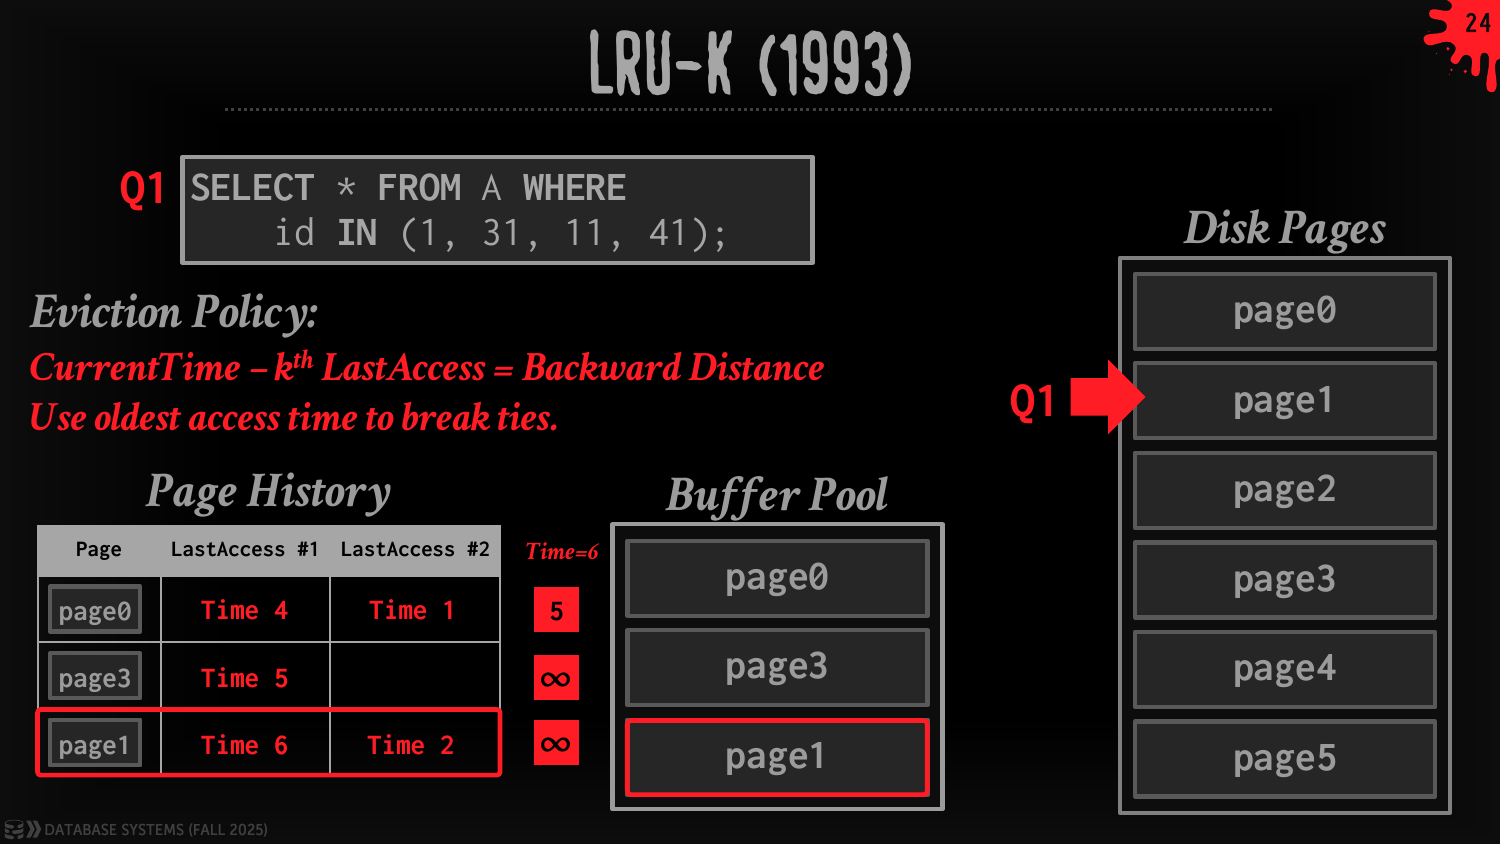 24
LRU-K (1993)
Q1
SELECT * FROM A WHERE
id IN (1, 31, 11, 41);
Eviction Policy:
CurrentTime – kth LastAccess = Backward Distance
Use oldest access time to break ties.
Page History
Page LastAccess #1 LastAccess #2
page0 Time 4 Time 1
page3 Time 5
page1 Time 6 Time 2
Time=6
5
∞
∞
Buffer Pool
page0
page3
page1
Disk Pages
page0
Q1
page1
page2
page3
page4
page5
DATABASE SYSTEMS (FALL 2025)